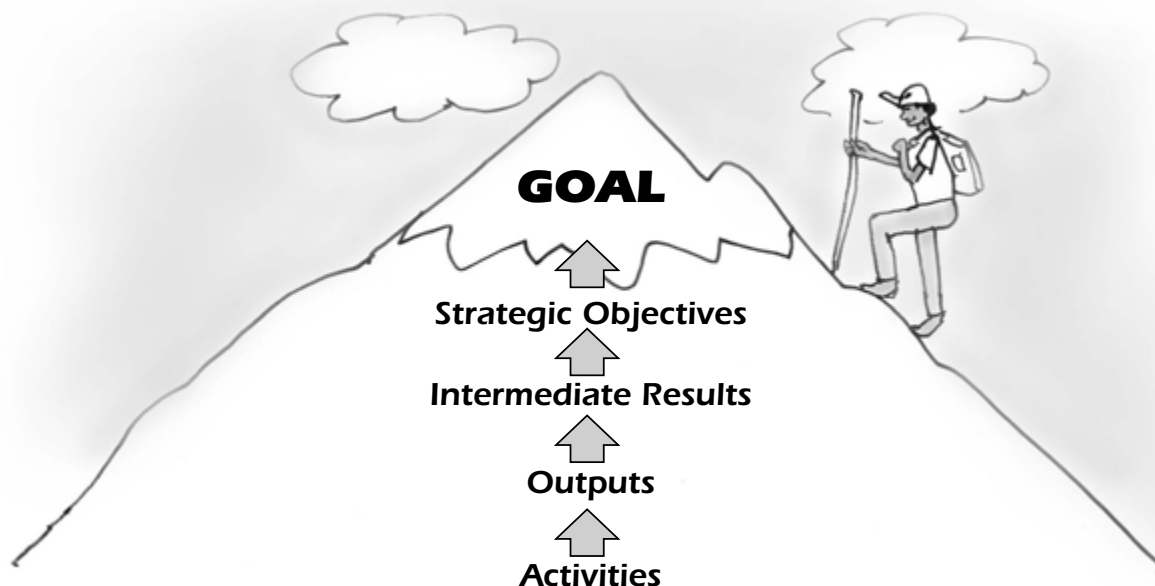 GOAL
Strategic Objectives
Intermediate Results
Outputs
Activities